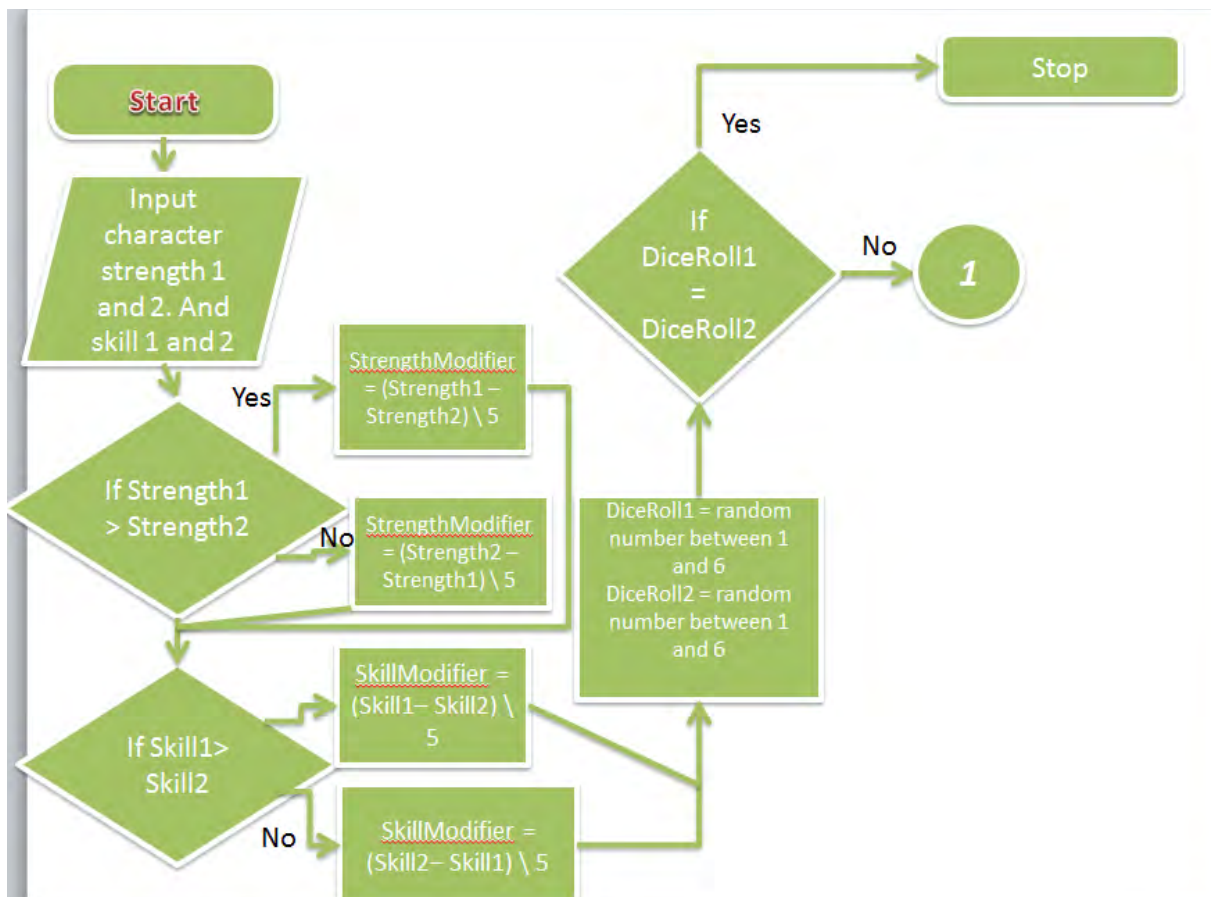 Start
Input
character
strength 1
and 2. And
skill 1 and 2
Yes
StrengthModifier
= (Strength1 –
Strength2) \ 5
If Strength1
> Strength2
No
StrengthModifier
= (Strength2 –
Strength1) \ 5
If Skill1>
Skill2
SkillModifier =
(Skill1– Skill2) \
5
No
SkillModifier =
(Skill2– Skill1) \ 5
DiceRoll1 = random
number between 1
and 6
DiceRoll2 = random
number between 1
and 6
If
DiceRoll1
=
DiceRoll2
Yes
Stop
No
1